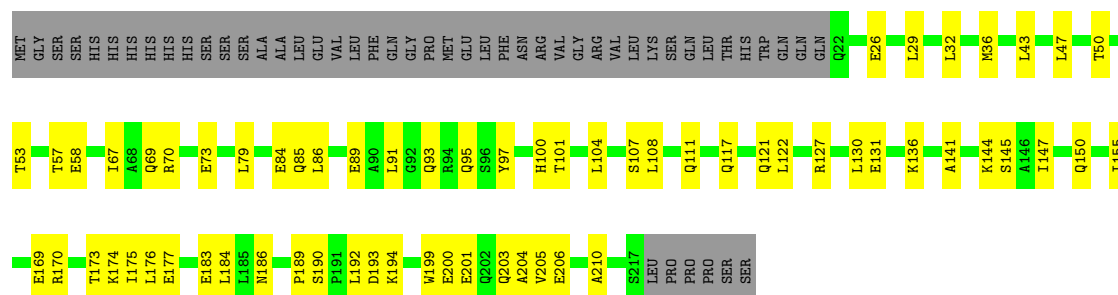 MET GLY SER SER HIS HIS HIS HIS HIS HIS SER SER SER ALA ALA LEU GLU VAL LEU PHE GLN GLY PRO MET GLU LEU PHE ASN ARG VAL GLY ARG VAL LEU LYS SER GLN LEU THR HIS TRP GLN GLN GLN Q22 E26 L29 L32 M36 L43 L47 T50
T53 T57 E58 I67 A68 Q69 R70 E73 L79 E84 Q85 L86 E89 A90 L91 G92 Q93 R94 Q95 S96 Y97 H100 T101 L104 S107 L108 Q111 Q117 Q121 L122 R127 L130 E131 K136 A141 K144 S145 A146 I147 Q150 I155
E169 R170 T173 K174 I175 L176 E177 E183 L184 L185 N186 P189 S190 P191 L192 D193 K194 W199 E200 E201 Q202 Q203 A204 V205 E206 A210 S217 LEU PRO PRO PRO SER SER